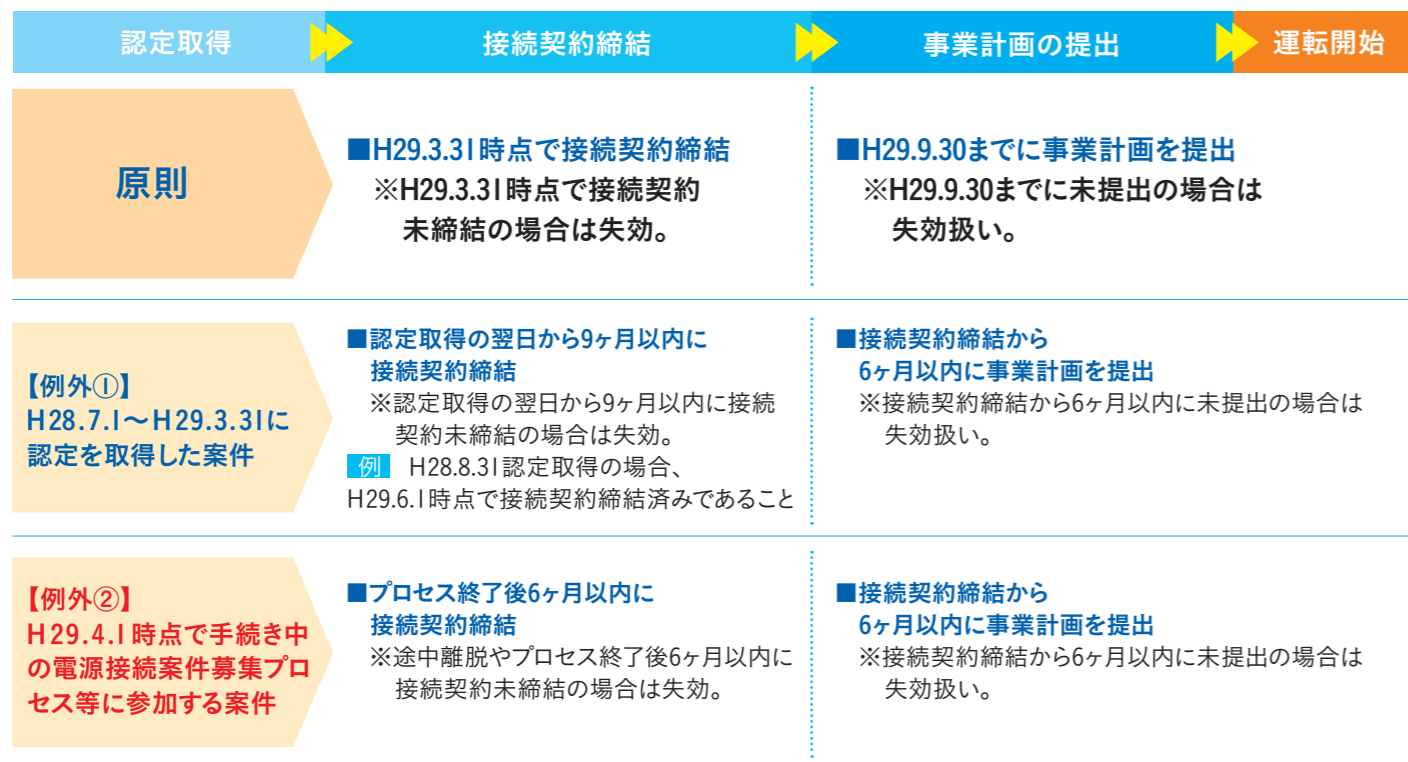 認定取得
接続契約締結
事業計画の提出
運転開始
原則
■H29.3.31時点で接続契約締結
※H29.3.31時点で接続契約
未締結の場合は失効。
■H29.9.30までに事業計画を提出
※H29.9.30までに未提出の場合は
失効扱い。
【例外①】
H28.7.1～H29.3.31に
認定を取得した案件
■認定取得の翌日から9ヶ月以内に
接続契約締結
※認定取得の翌日から9ヶ月以内に接続
契約未締結の場合は失効。
例 H28.8.31認定取得の場合、
H29.6.1時点で接続契約締結済みであること
■接続契約締結から
6ヶ月以内に事業計画を提出
※接続契約締結から6ヶ月以内に未提出の場合は
失効扱い。
【例外②】
H29.4.1時点で手続き中
の電源接続案件募集プロ
セス等に参加する案件
■プロセス終了後6ヶ月以内に
接続契約締結
※途中離脱やプロセス終了後6ヶ月以内に
接続契約未締結の場合は失効。
■接続契約締結から
6ヶ月以内に事業計画を提出
※接続契約締結から6ヶ月以内に未提出の場合は
失効扱い。